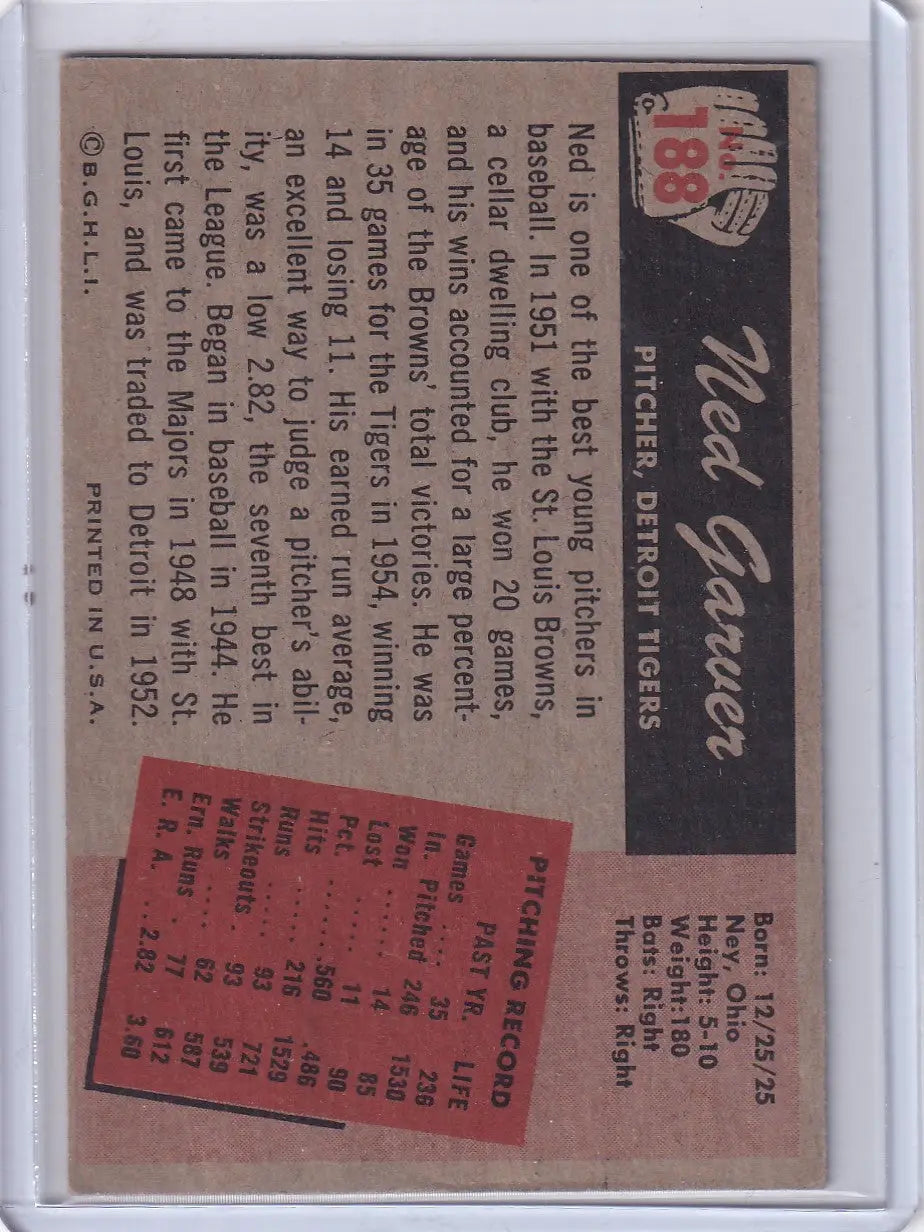 No.
188
Ned Garver
PITCHER, DETROIT TIGERS
Born: 12/25/25
Ney, Ohio
Height: 5-10
Weight:180
Bats: Right
Throws: Right
Ned is one of the best young pitchers in
baseball. In 1951 with the St. Louis Browns,
a cellar dwelling club, he won 20 games,
and his wins accounted for a large percent-
age of the Browns' total victories. He was
in 35 games for the Tigers in 1954, winning
14 and losing 11. His earned run average,
an excellent way to judge a pitcher's abil-
ity, was a low 2.82, the seventh best in
the League. Began in baseball in 1944. He
first came to the Majors in 1948 with St.
Louis, and was traded to Detroit in 1952.
©B.G.H.L.I. PRINTED IN U.S.A.
PITCHING RECORD
PAST YR. LIFE
Games .... 35 236
In. Pitched 246 1530
Won ...... 14 85
Lost ...... 11 90
Pct. ...... .560 .486
Hits ...... 216 1529
Runs ..... 93 721
Strikeouts . 93 539
Walks .... 62 587
Ern. Runs . 77 612
E. R. A. ...2.82 3.60